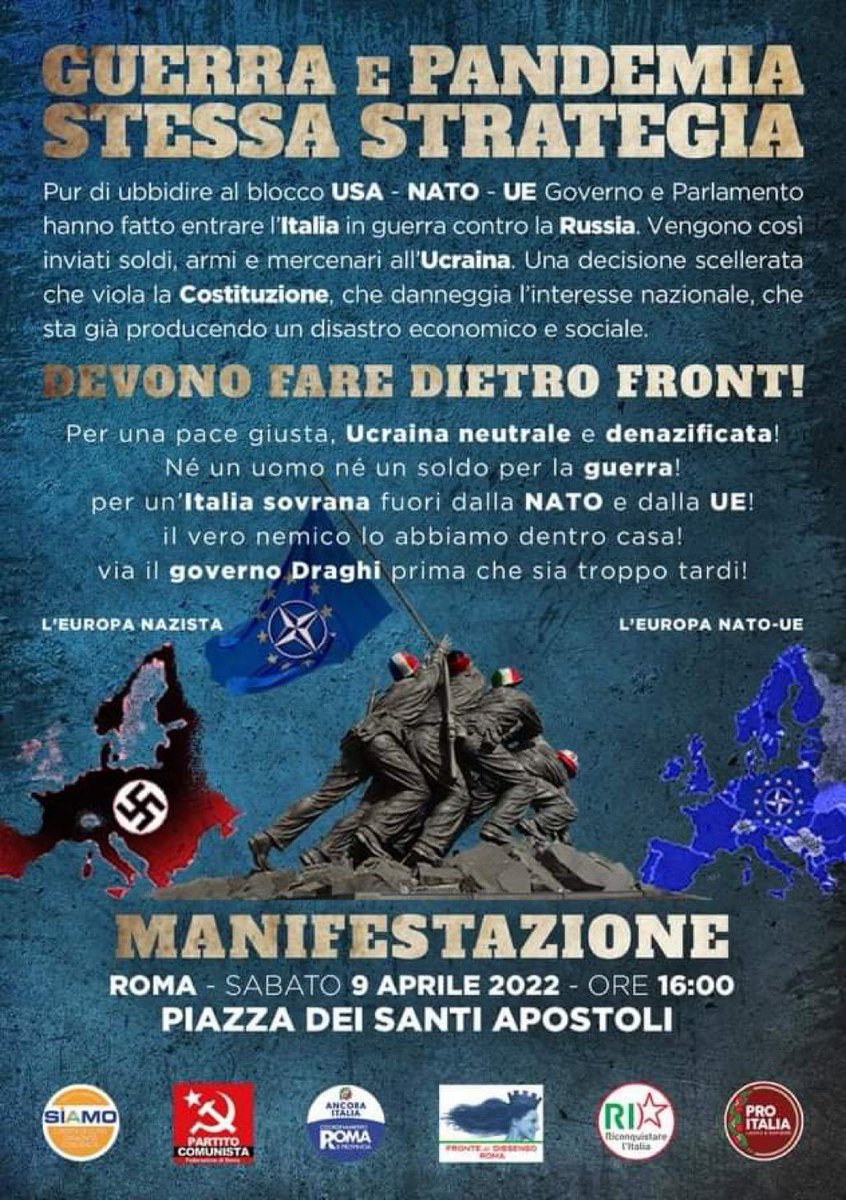 GUERRA E PANDEMIA
STESSA STRATEGIA
Pur di ubbidire al blocco USA - NATO - UE Governo e Parlamento
hanno fatto entrare l'Italia in guerra contro la Russia. Vengono così
inviati soldi, armi e mercenari all'Ucraina. Una decisione scellerata
che viola la Costituzione, che danneggia l'interesse nazionale, che
sta già producendo un disastro economico e sociale.
DEVONO FARE DIETRO FRONT!
Per una pace giusta, Ucraina neutrale e denazificata!
Né un uomo né un soldo per la guerra!
per un'Italia sovrana fuori dalla NATO e dalla UE!
il vero nemico lo abbiamo dentro casa!
via il governo Draghi prima che sia troppo tardi!
L'EUROPA NAZISTA
L'EUROPA NATO-UE
MANIFESTAZIONE
ROMA - SABATO 9 APRILE 2022 - ORE 16:00
PIAZZA DEI SANTI APOSTOLI
SIAMO
PARTITO
COMUNISTA
Federazione di Roma
ANCORA
ITALIA
COORDINAMENTO
ROMA
E PROVINCIA
FRONTE del DISSENSO
ROMA
RI
Riconquistare
l'Italia
PRO
ITALIA